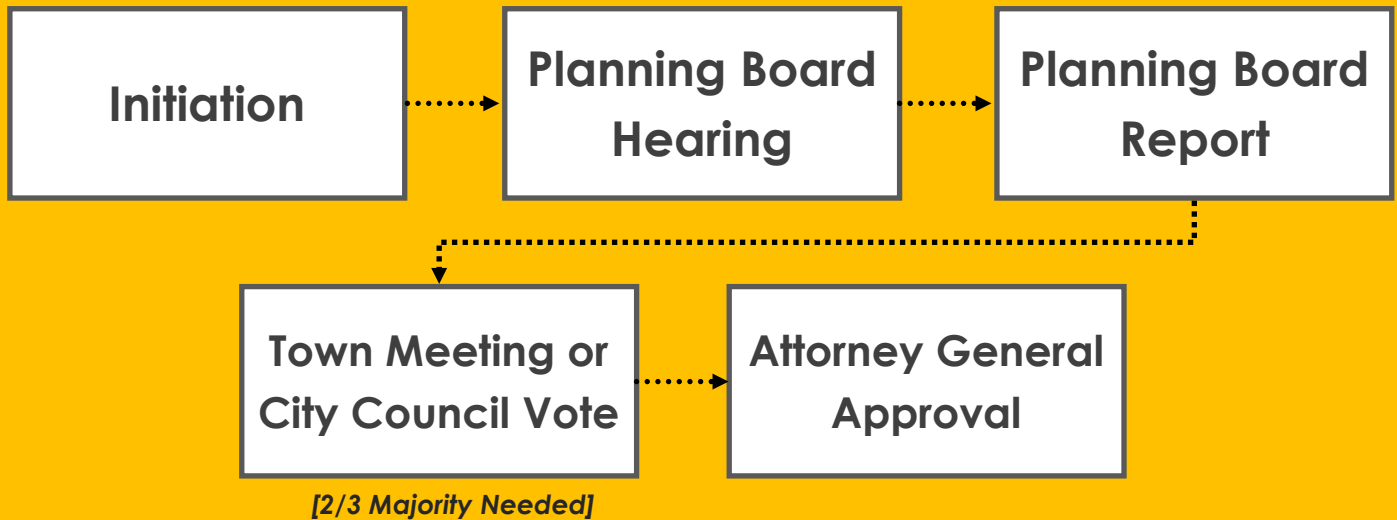 Initiation
Planning Board
Hearing
Planning Board
Report
Town Meeting or
City Council Vote
[2/3 Majority Needed]
Attorney General
Approval